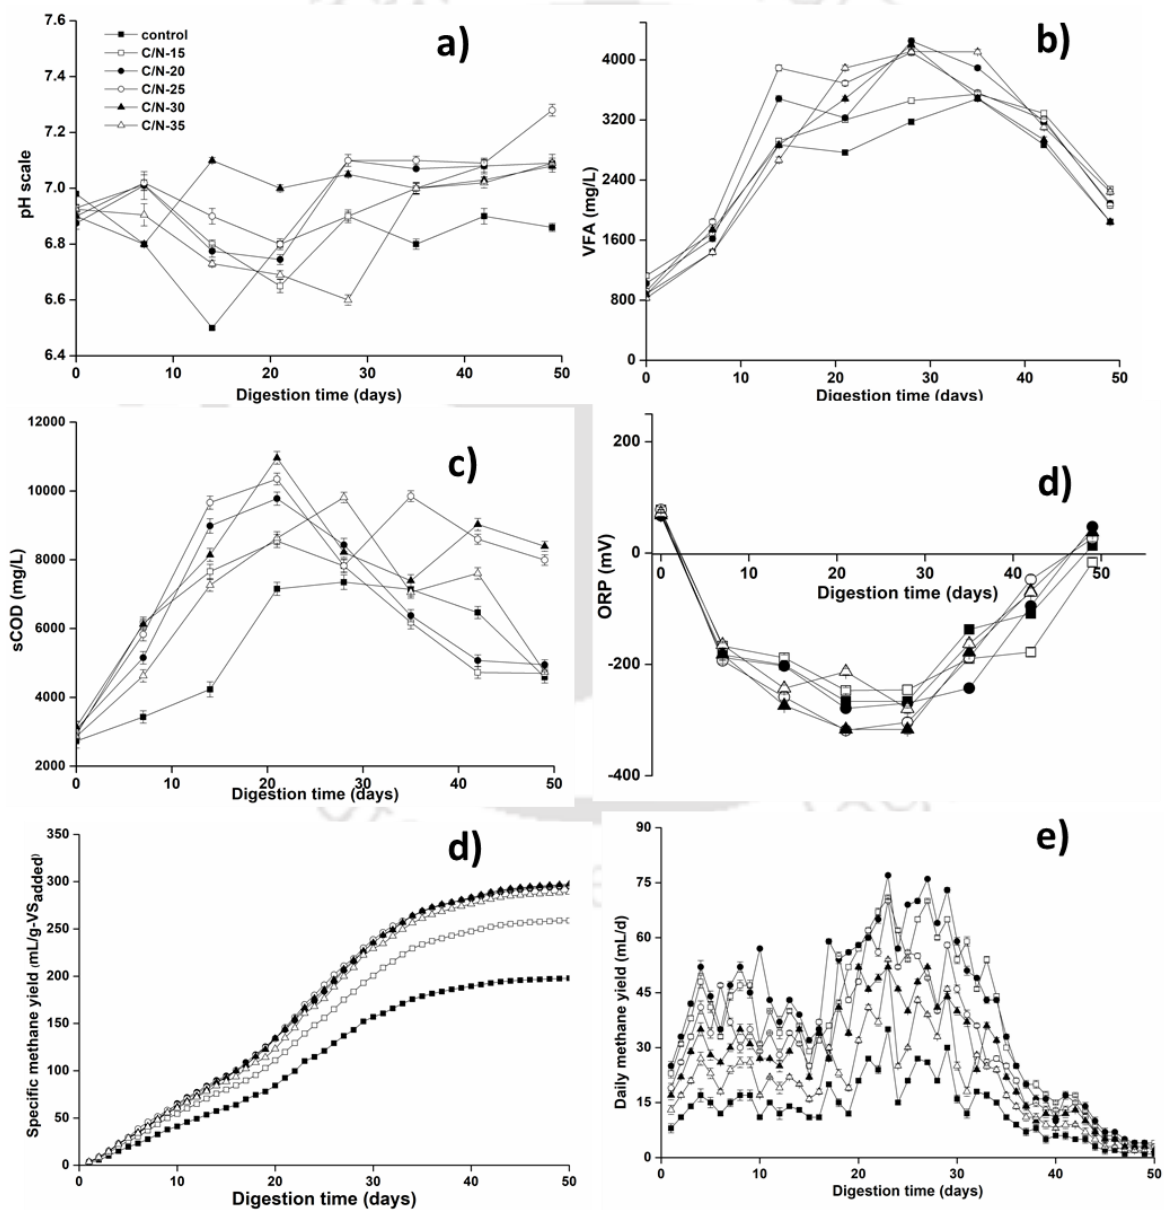 a)
7.6
7.4
7.2
7.0
6.8
6.6
6.4
pH scale
control
C/N-15
C/N-20
C/N-25
C/N-30
C/N-35
0 10 20 30 40 50
Digestion time (days)
b)
4000
3200
2400
1600
800
0
VFA (mg/L)
0 10 20 30 40 50
Digestion time (days)
c)
12000
10000
8000
6000
4000
2000
sCOD (mg/L)
0 10 20 30 40 50
Digestion time (days)
d)
200
0
-200
-400
ORP (mV)
0 10 20 30 40 50
Digestion time (days)
d)
350
300
250
200
150
100
50
0
Specific methane yield (mL/g-VSadded)
0 10 20 30 40 50
Digestion time (days)
e)
90
75
60
45
30
15
0
Daily methane yield (mL/d)
0 10 20 30 40 50
Digestion time (days)